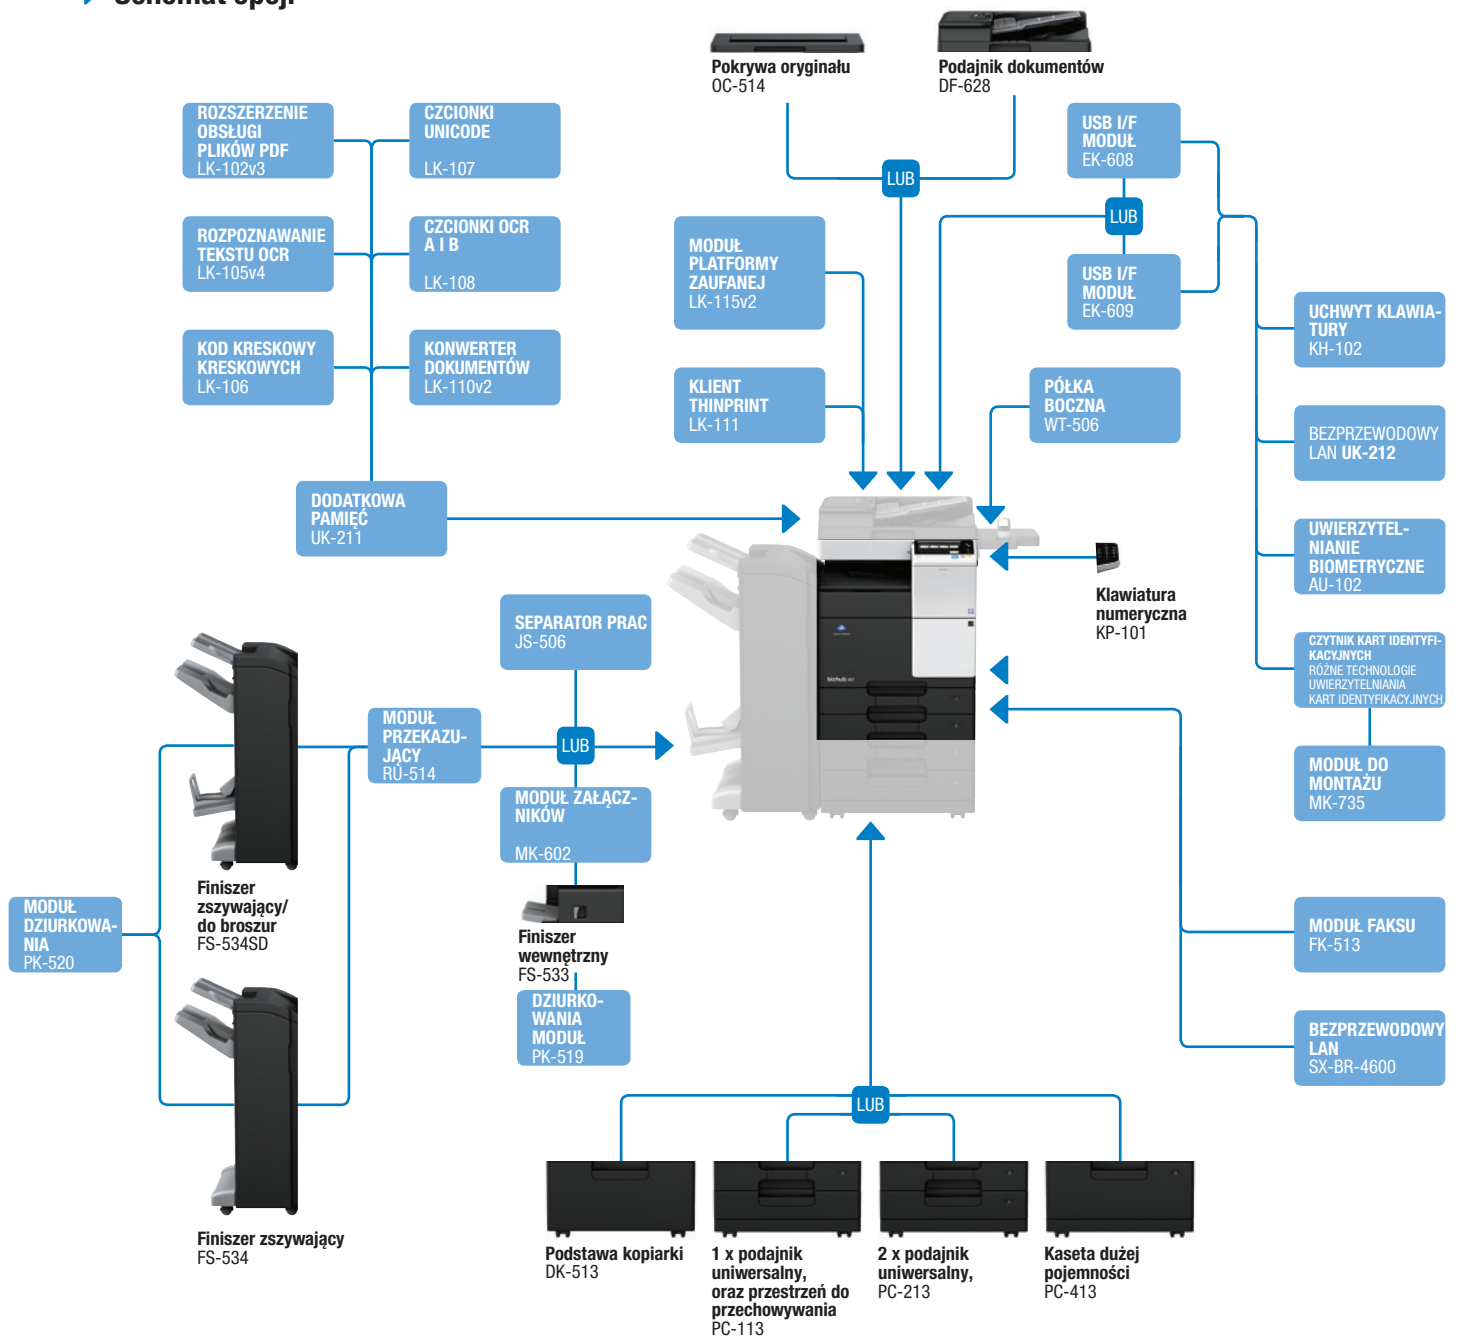 Schemat opcji
Pokrywa oryginału
OC-514
Podajnik dokumentów
DF-628
ROZSZERZENIE
OBSŁUGI
PLIKÓW PDF
LK-102v3
CZCIONKI
UNICODE
LK-107
USB I/F
MODUŁ
EK-608
LUB
LUB
ROZPOZNAWANIE
TEKSTU OCR
LK-105v4
CZCIONKI OCR
A I B
LK-108
MODUŁ
PLATFORMY
ZAUFANEJ
LK-115v2
USB I/F
MODUŁ
EK-609
UCHWYT KLAWIA-
TURY
KH-102
KOD KRESKOWY
KRESKOWYCH
LK-106
KONWERTER
DOKUMENTÓW
LK-110v2
KLIENT
THINPRINT
LK-111
PÓŁKA
BOCZNA
WT-506
BEZPRZEWODOWY
LAN UK-212
DODATKOWA
PAMIĘĆ
UK-211
UWIERZYTEL-
NIANIE
BIOMETRYCZNE
AU-102
Klawiatura
numeryczna
KP-101
SEPARATOR PRAC
JS-506
CZYTNIK KART IDENTYFI-
KACYJNYCH
RÓŻNE TECHNOLOGIE
UWIERZYTELNIANIA
KART IDENTYFIKACYJNYCH
bizhub 367
MODUŁ
PRZEKAZU-
JĄCY
RU-514
LUB
MODUŁ DO
MONTAŻU
MK-735
MODUŁ ZAŁĄCZ-
NIKÓW
MK-602
Finiszer
zszywający/
do broszur
FS-534SD
MODUŁ
DZIURKOWA-
NIA
PK-520
Finiszer
wewnętrzny
FS-533
MODUŁ FAKSU
FK-513
DZIURKO-
WANIA
MODUŁ
PK-519
BEZPRZEWODOWY
LAN
SX-BR-4600
LUB
Finiszer zszywający
FS-534
Podstawa kopiarki
DK-513
1 x podajnik
uniwersalny,
oraz przestrzeń do
przechowywania
PC-113
2 x podajnik
uniwersalny,
PC-213
Kaseta dużej
pojemności
PC-413